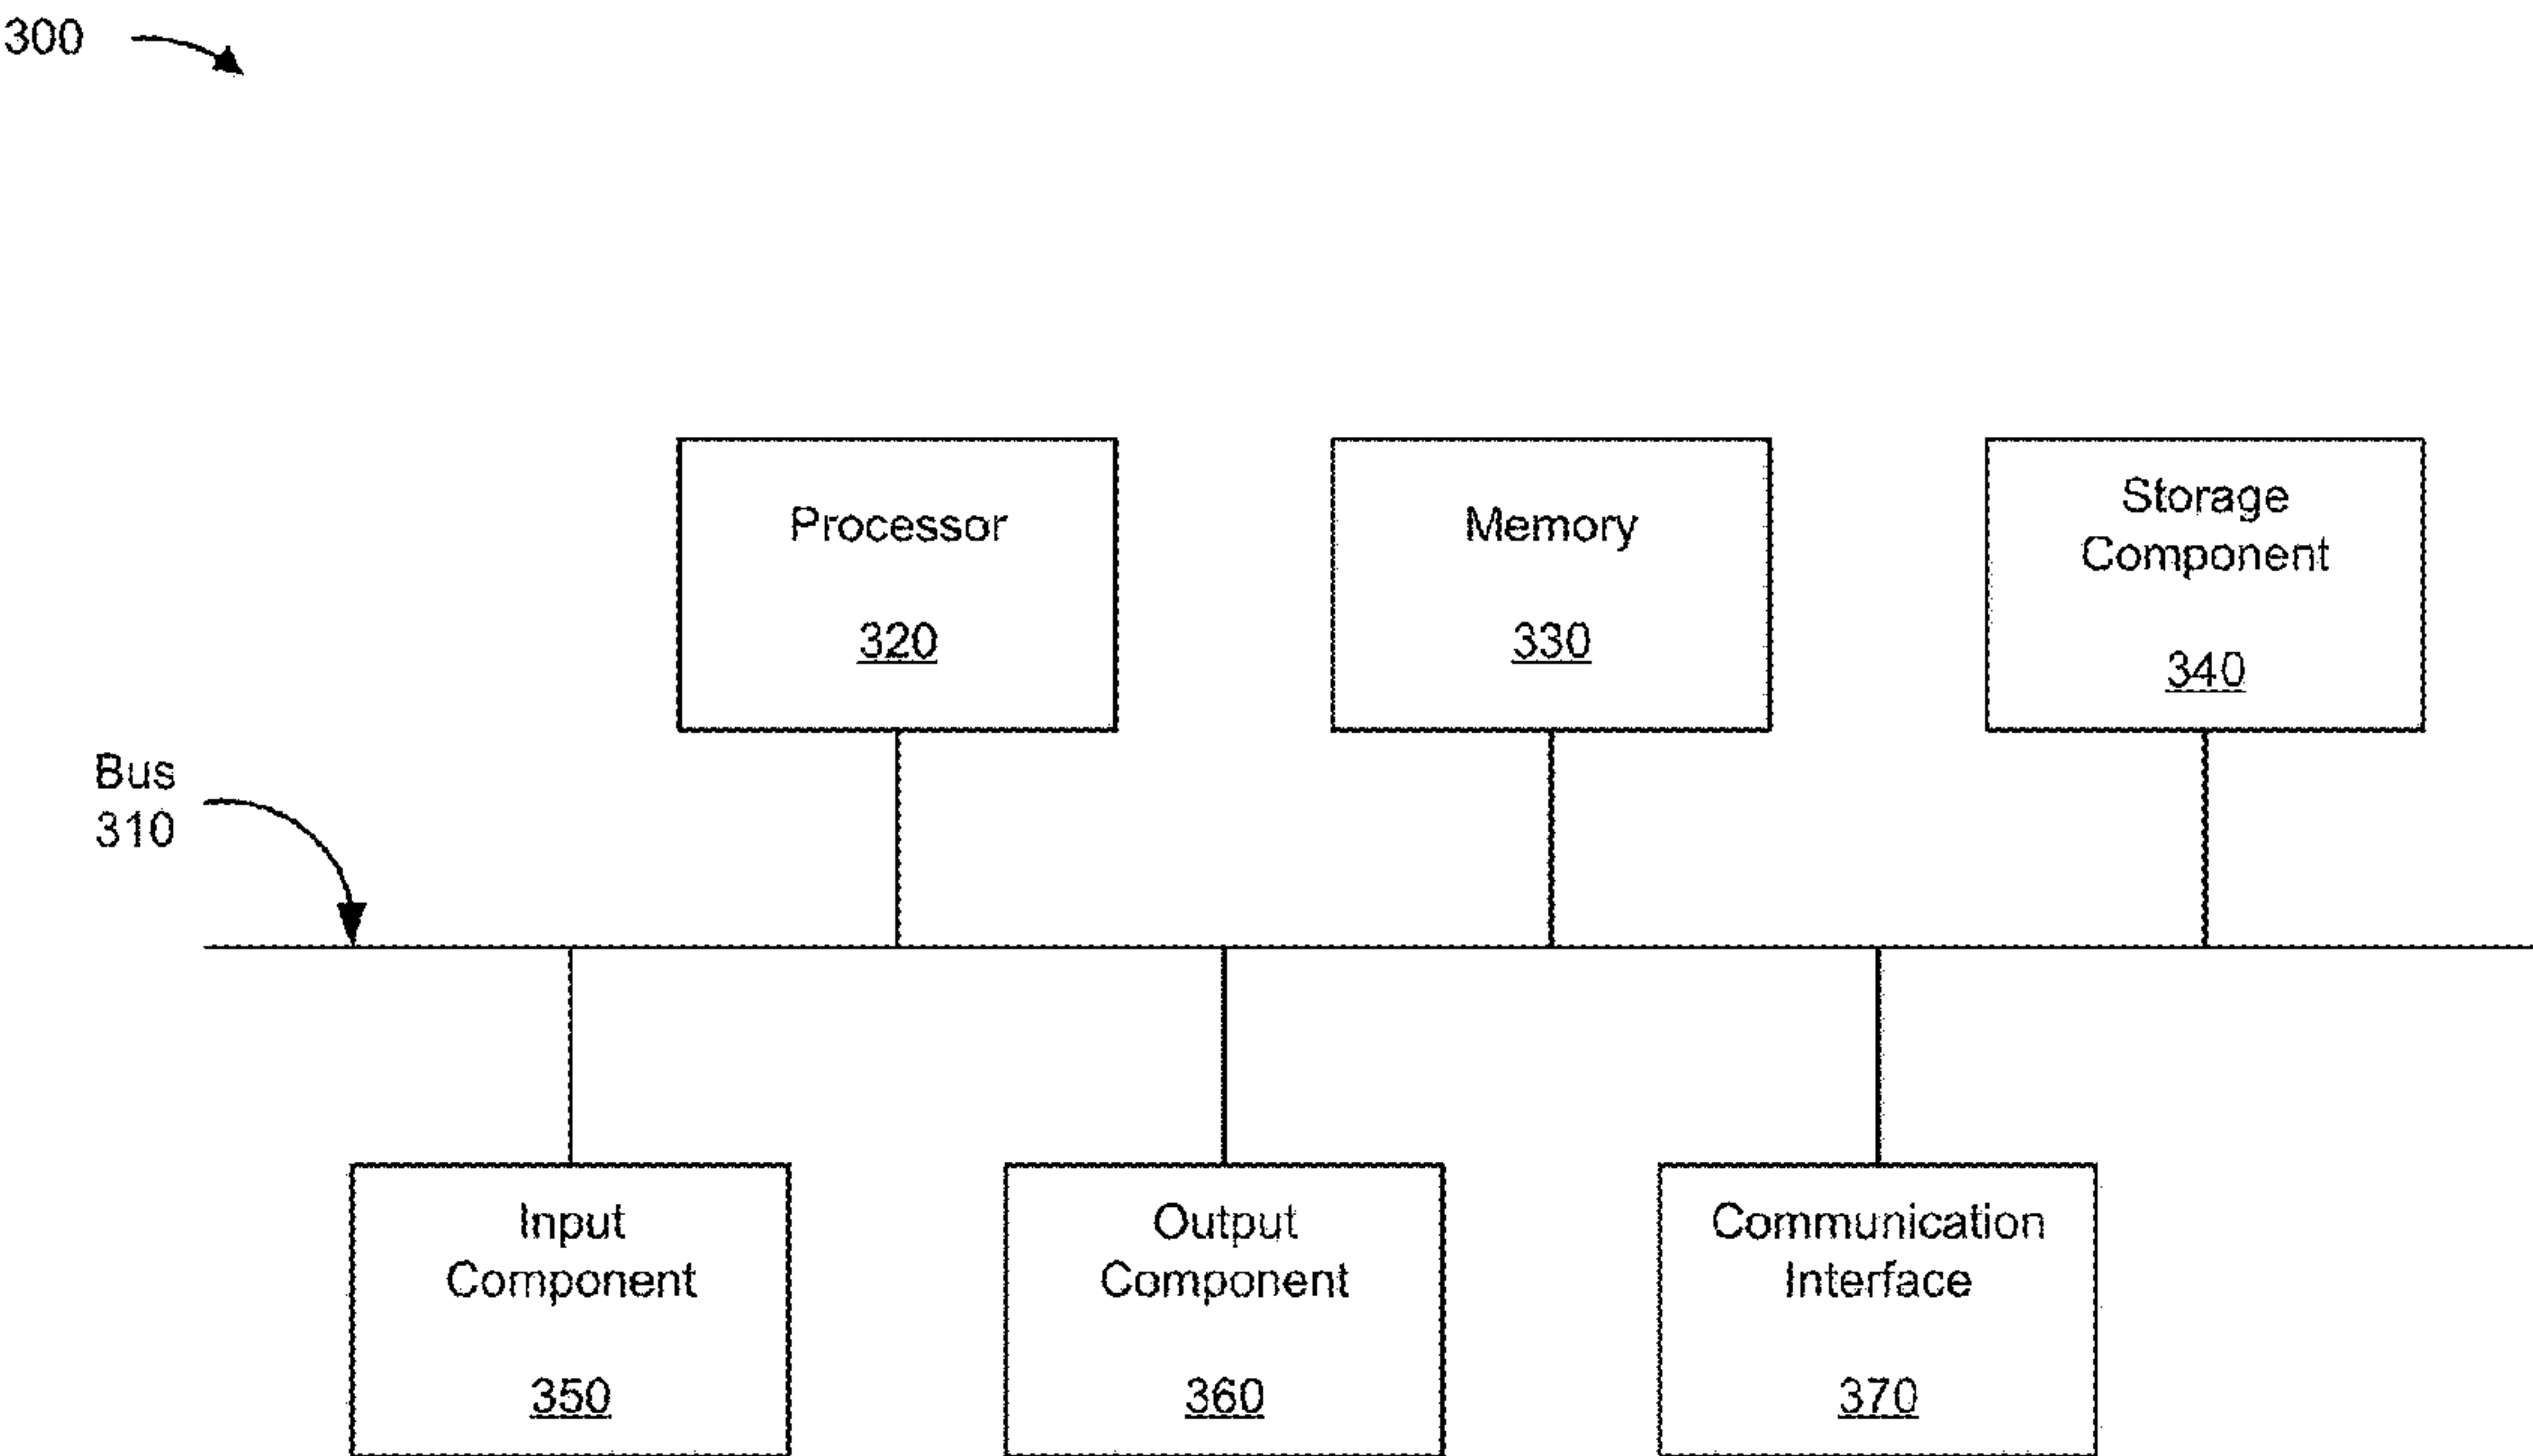 300
Processor
320
Memory
330
Storage
Component
340
Bus
310
Input
Component
350
Output
Component
360
Communication
Interface
370